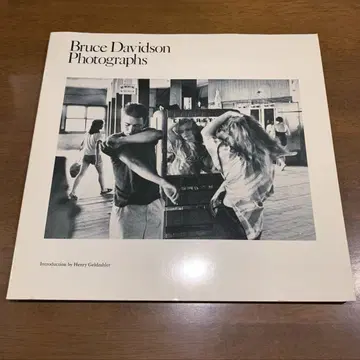 Bruce Davidson
Photographs
Introduction by Henry Geldzahler